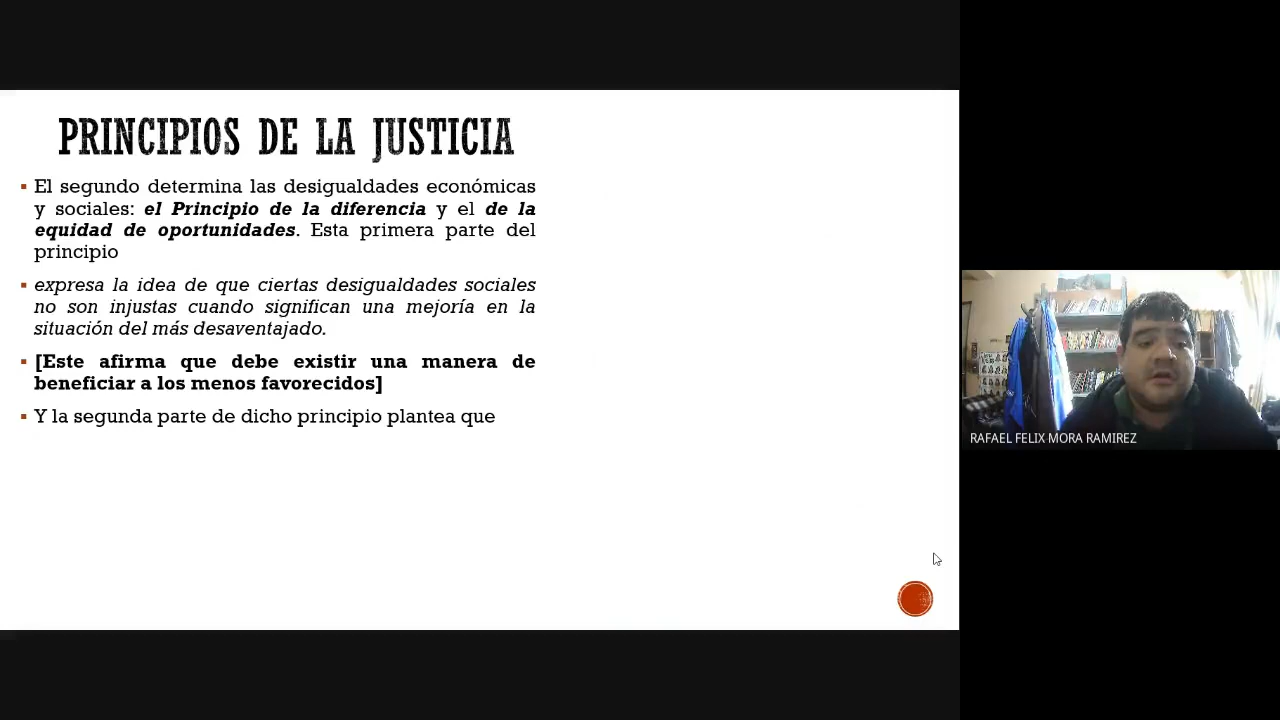 PRINCIPIOS DE LA JUSTICIA
El segundo determina las desigualdades económicas
y sociales: el Principio de la diferencia y el de la
equidad de oportunidades. Esta primera parte del
principio
expresa la idea de que ciertas desigualdades sociales
no son injustas cuando significan una mejoría en la
situación del más desaventajado.
[Este afirma que debe existir una manera de
beneficiar a los menos favorecidos]
Y la segunda parte de dicho principio plantea que
RAFAEL FELIX MORA RAMIREZ